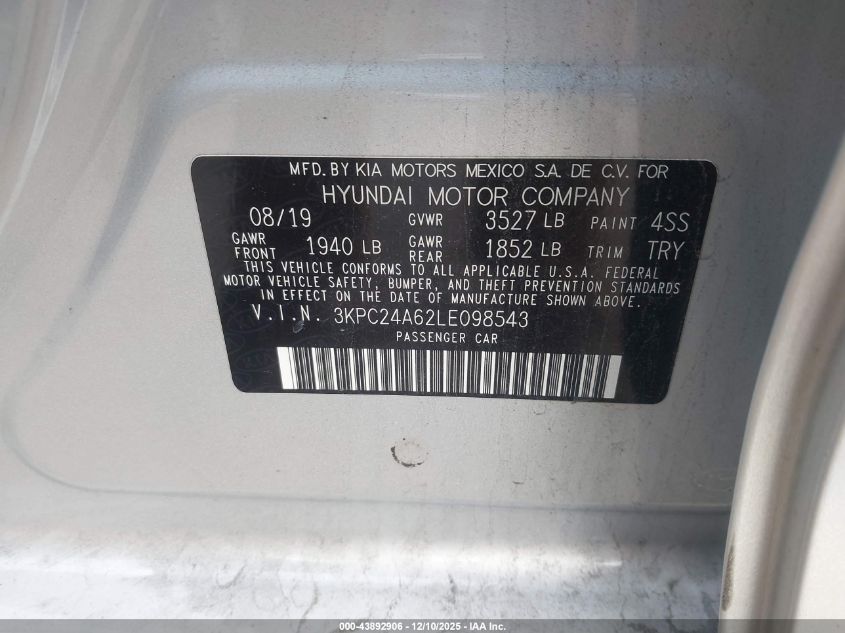 MFD. BY KIA MOTORS MEXICO S.A. DE C.V. FOR
HYUNDAI MOTOR COMPANY
08/19 GVWR 3527 LB PAINT 4SS
GAWR FRONT 1940 LB GAWR REAR 1852 LB TRIM TRY
THIS VEHICLE CONFORMS TO ALL APPLICABLE U.S.A. FEDERAL
MOTOR VEHICLE SAFETY, BUMPER, AND THEFT PREVENTION STANDARDS
IN EFFECT ON THE DATE OF MANUFACTURE SHOWN ABOVE.
V.I.N. 3KPC24A62LE098543
PASSENGER CAR
000-43892906 - 12/10/2025 - IAA Inc.